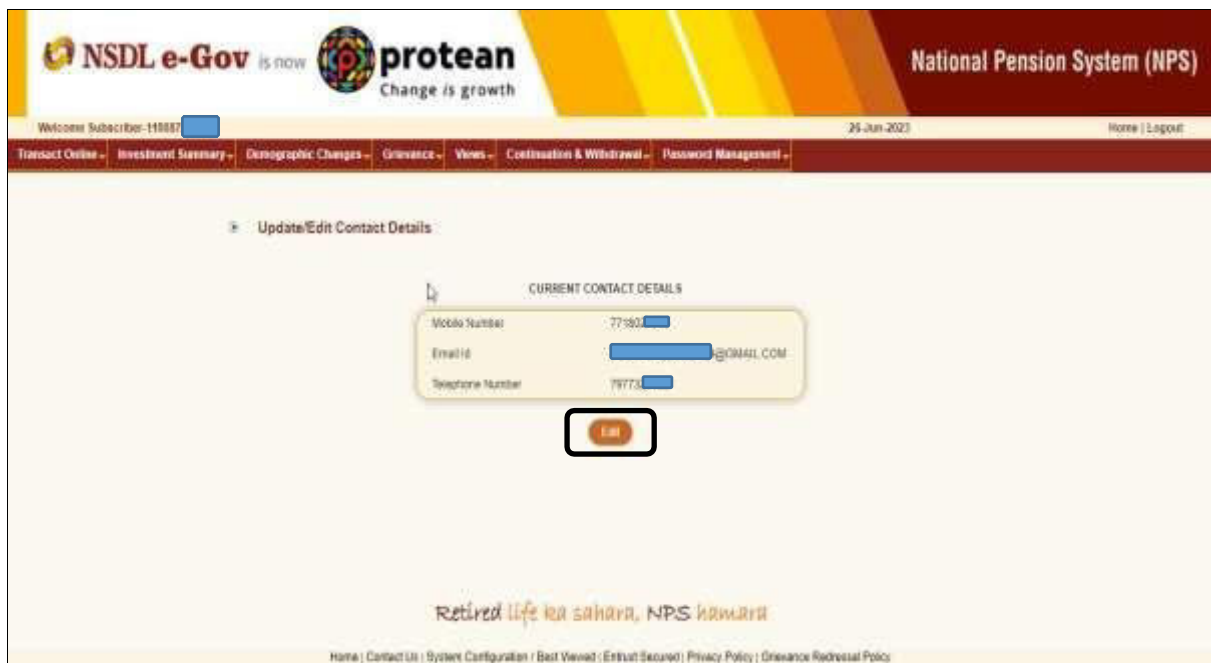 NSDL e-Gov is now protean
Change is growth
National Pension System (NPS)
Welcome Subscriber-110087
26-Jun-2023
Home | Logout
Transact Online Investment Summary Demographic Changes Grievance Views Continuation & Withdrawal Password Management
Update/Edit Contact Details
CURRENT CONTACT DETAILS
Mobile Number 771802
Email Id @GMAIL.COM
Telephone Number 79773
Edit
Retired life ka sahara, NPS hamara
Home | Contact Us | System Configuration / Best Viewed | Entrust Secured | Privacy Policy | Grievance Redressal Policy